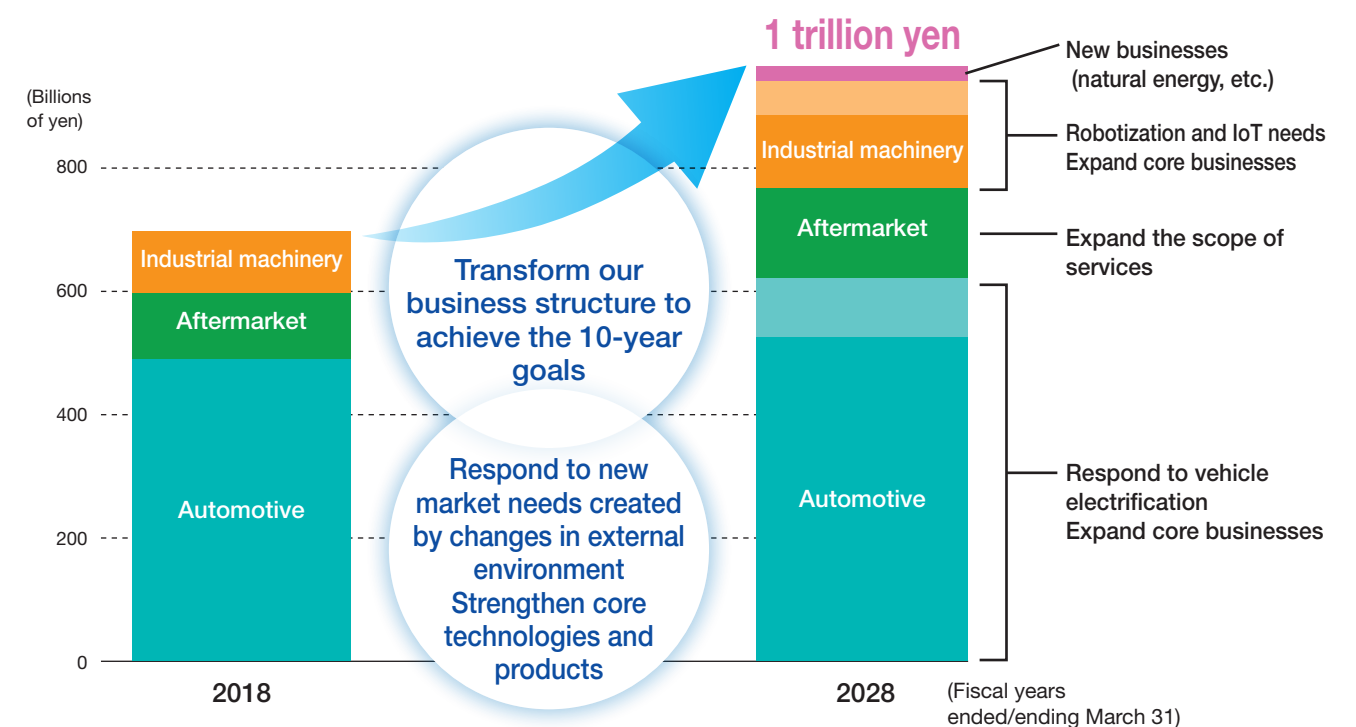 1 trillion yen
(Billions
of yen)
800
600
400
200
0
Industrial machinery
Aftermarket
Automotive
2018
Transform our
business structure to
achieve the 10-year
goals
Respond to new
market needs created
by changes in external
environment
Strengthen core
technologies and
products
Industrial machinery
Aftermarket
Automotive
2028
(Fiscal years
ended/ending March 31)
New businesses
(natural energy, etc.)
Robotization and IoT needs
Expand core businesses
Expand the scope of
services
Respond to vehicle
electrification
Expand core businesses